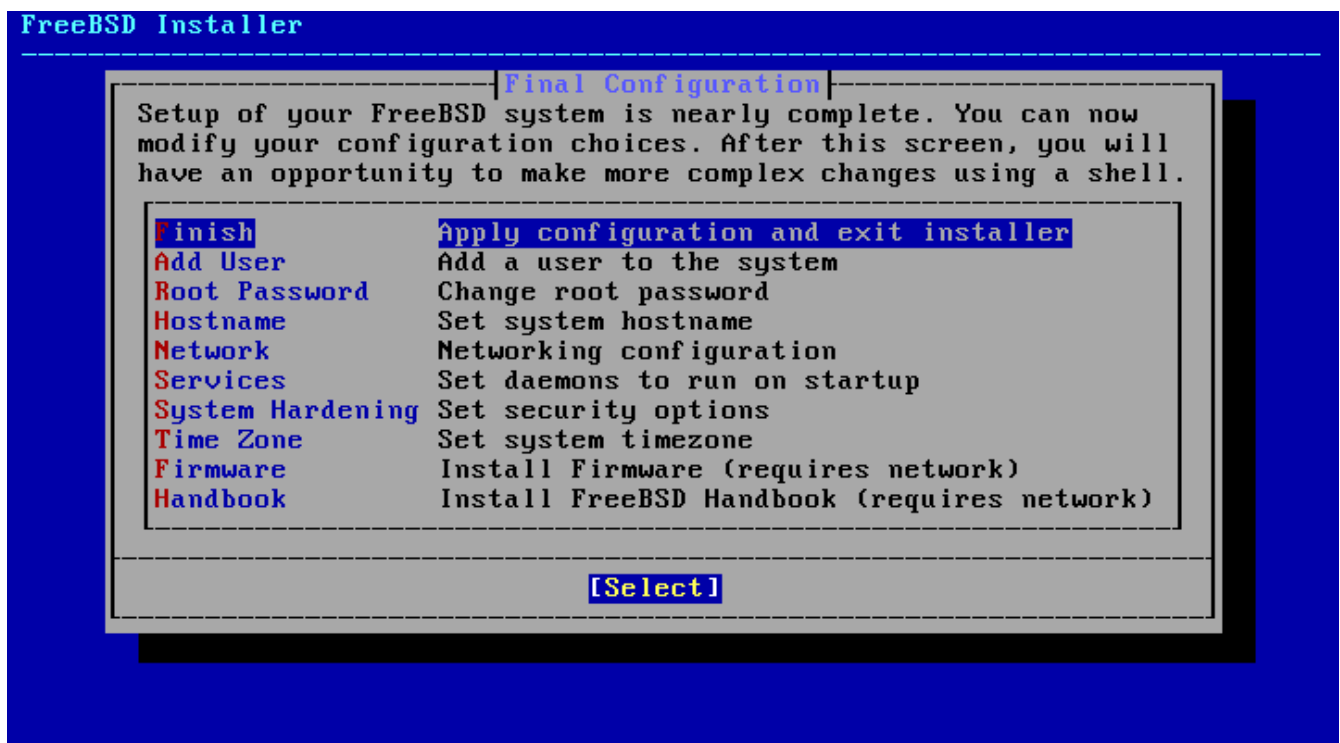 FreeBSD Installer
Final Configuration
Setup of your FreeBSD system is nearly complete. You can now
modify your configuration choices. After this screen, you will
have an opportunity to make more complex changes using a shell.
Finish Apply configuration and exit installer
Add User Add a user to the system
Root Password Change root password
Hostname Set system hostname
Network Networking configuration
Services Set daemons to run on startup
System Hardening Set security options
Time Zone Set system timezone
Firmware Install Firmware (requires network)
Handbook Install FreeBSD Handbook (requires network)
[Select]